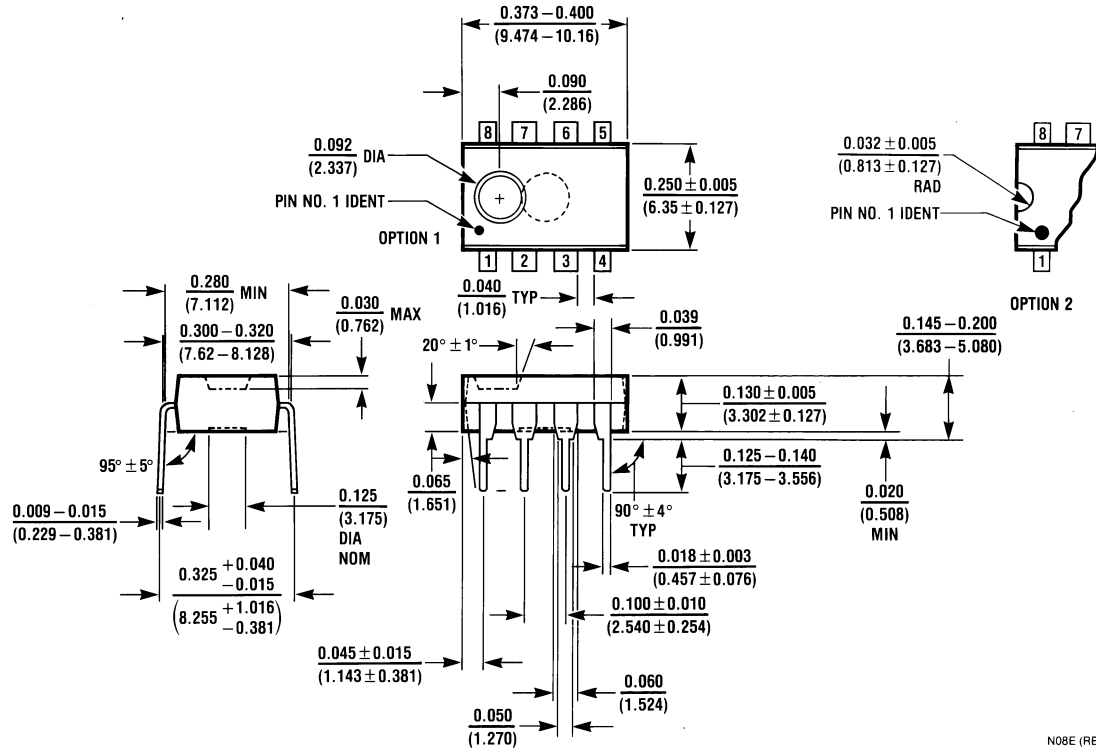 0.373 – 0.400
(9.474 – 10.16)
0.090
(2.286)
8 7 6 5
0.092 DIA
(2.337)
PIN NO. 1 IDENT
OPTION 1
1 2 3 4
0.250 ± 0.005
(6.35 ± 0.127)
8 7
0.032 ± 0.005
(0.813 ± 0.127)
RAD
PIN NO. 1 IDENT
1
OPTION 2
0.280 MIN
(7.112)
0.300 – 0.320
(7.62 – 8.128)
0.030 MAX
(0.762)
0.040 TYP
(1.016)
20° ± 1°
0.039
(0.991)
0.145 – 0.200
(3.683 – 5.080)
0.130 ± 0.005
(3.302 ± 0.127)
0.125 – 0.140
(3.175 – 3.556)
0.020
(0.508)
MIN
95° ± 5°
0.009 – 0.015
(0.229 – 0.381)
0.125
(3.175)
DIA
NOM
0.065
(1.651)
90° ± 4°
TYP
0.325 +0.040
–0.015
(8.255 +1.016
–0.381)
0.018 ± 0.003
(0.457 ± 0.076)
0.100 ± 0.010
(2.540 ± 0.254)
0.045 ± 0.015
(1.143 ± 0.381)
0.060
(1.524)
0.050
(1.270)
N08E (RE